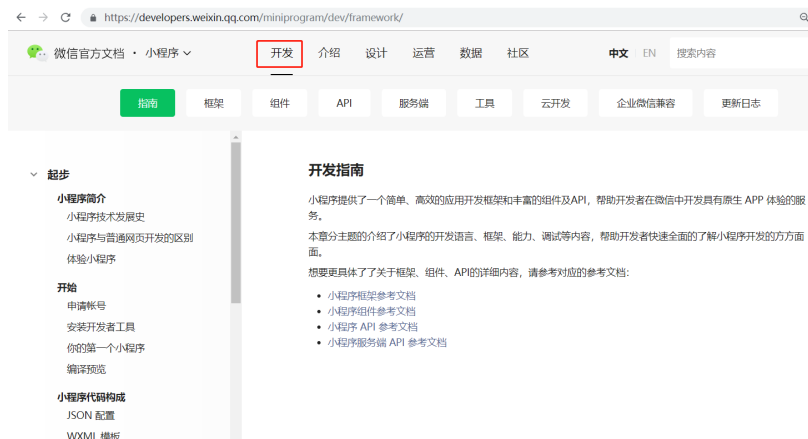 https://developers.weixin.qq.com/miniprogram/dev/framework/
微信官方文档 · 小程序 开发 介绍 设计 运营 数据 社区 中文 EN 搜索内容
指南 框架 组件 API 服务端 工具 云开发 企业微信兼容 更新日志
起步
小程序简介
小程序技术发展史
小程序与普通网页开发的区别
体验小程序
开始
申请帐号
安装开发者工具
你的第一个小程序
编译预览
小程序代码构成
JSON 配置
WXML 模板
开发指南
小程序提供了一个简单、高效的应用开发框架和丰富的组件及API，帮助开发者在微信中开发具有原生 APP 体验的服
务。
本章分主题的介绍了小程序的开发语言、框架、能力、调试等内容，帮助开发者快速全面的了解小程序开发的方方面
面。
想要更具体了了关于框架、组件、API的详细内容，请参考对应的参考文档：
• 小程序框架参考文档
• 小程序组件参考文档
• 小程序 API 参考文档
• 小程序服务端 API 参考文档